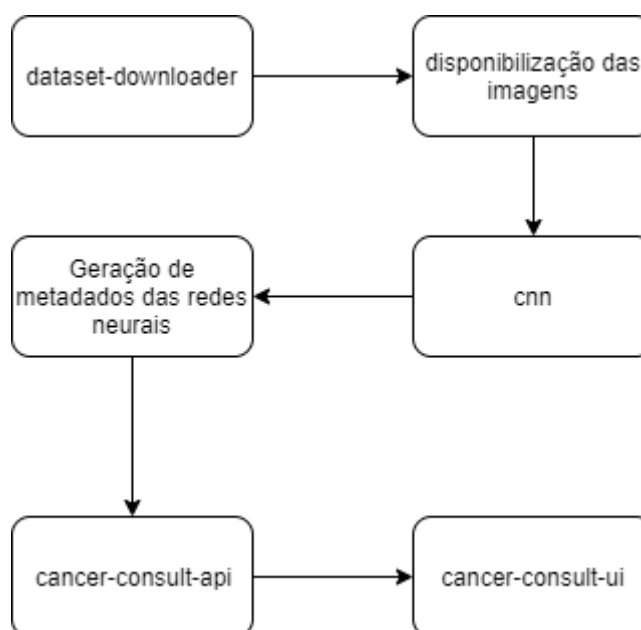 dataset-downloader
disponibilização das
imagens
Geração de
metadados das redes
neurais
cnn
cancer-consult-api
cancer-consult-ui